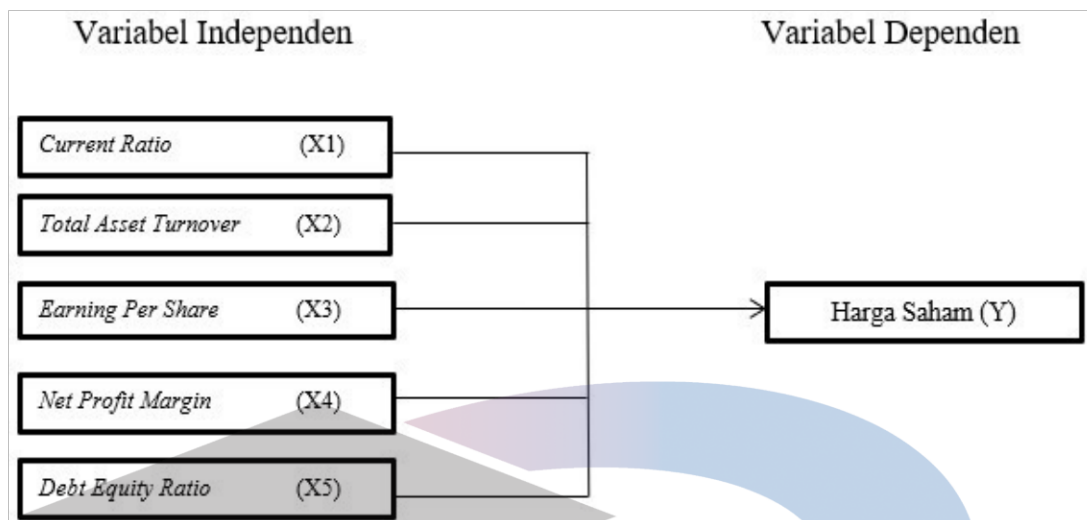 Variabel Independen Variabel Dependen
Current Ratio (X1)
Total Asset Turnover (X2)
Earning Per Share (X3)
Harga Saham (Y)
Net Profit Margin (X4)
Debt Equity Ratio (X5)